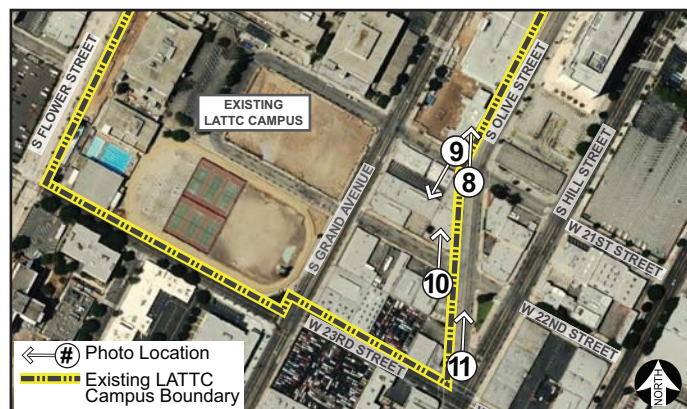 S FLOWER STREET
EXISTING
LATTC CAMPUS
S OLIVE STREET
9
8
S HILL STREET
S GRAND AVENUE
W 21ST STREET
10
W 22ND STREET
W 23RD STREET
11
# Photo Location
Existing LATTC
Campus Boundary
NORTH